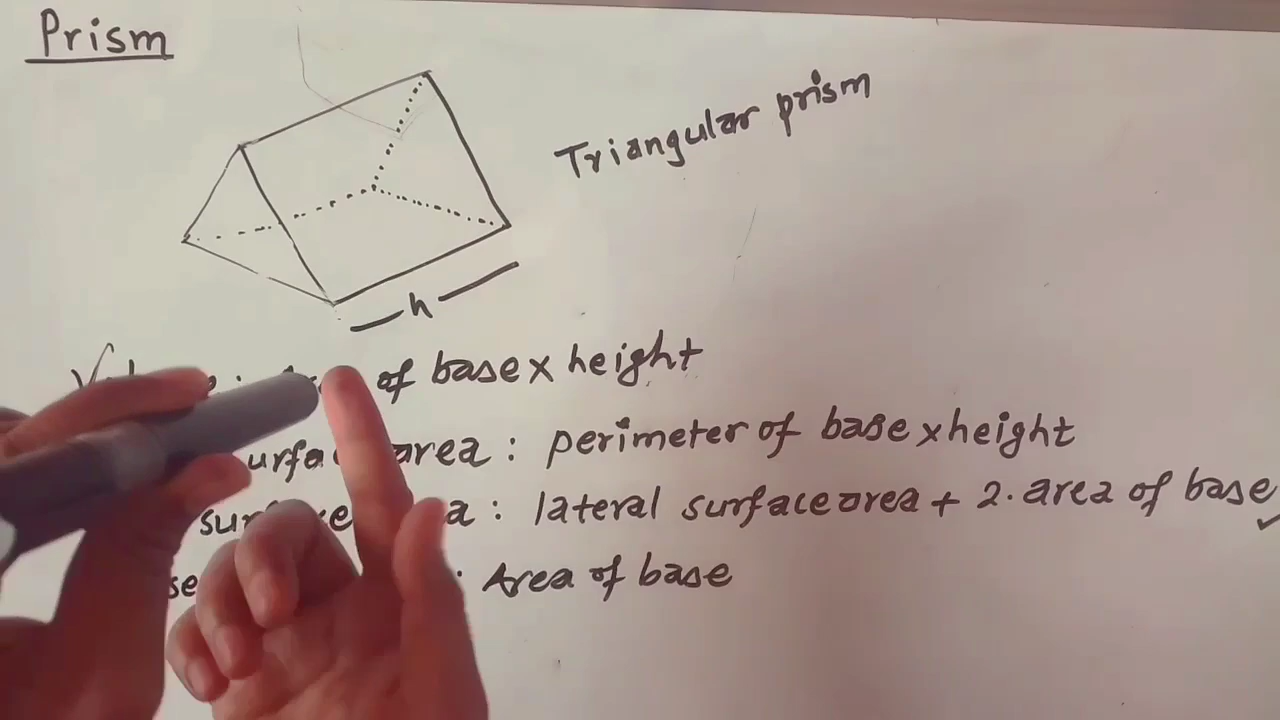 Prism
Triangular prism
h
of base x height
area : perimeter of base x height
: lateral surface area + 2. area of base
: Area of base